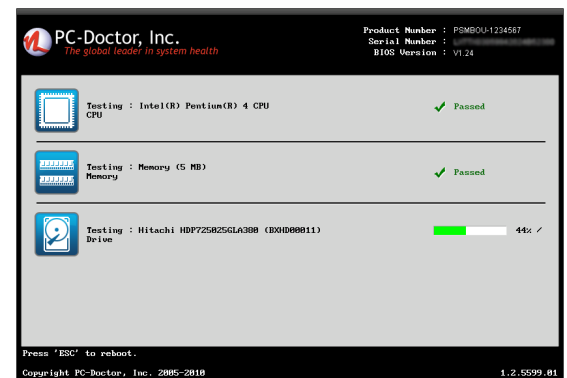 PC-Doctor, Inc.
The global leader in system health
Product Number : PSMBOU-1234567
Serial Number :
BIOS Version : V1.24
Testing : Intel(R) Pentium(R) 4 CPU
CPU
Passed
Testing : Memory (5 MB)
Memory
Passed
Testing : Hitachi HDP725025GLA380 (BXHD00011)
Drive
44% /
Press 'ESC' to reboot.
Copyright PC-Doctor, Inc. 2005-2010
1.2.5599.01